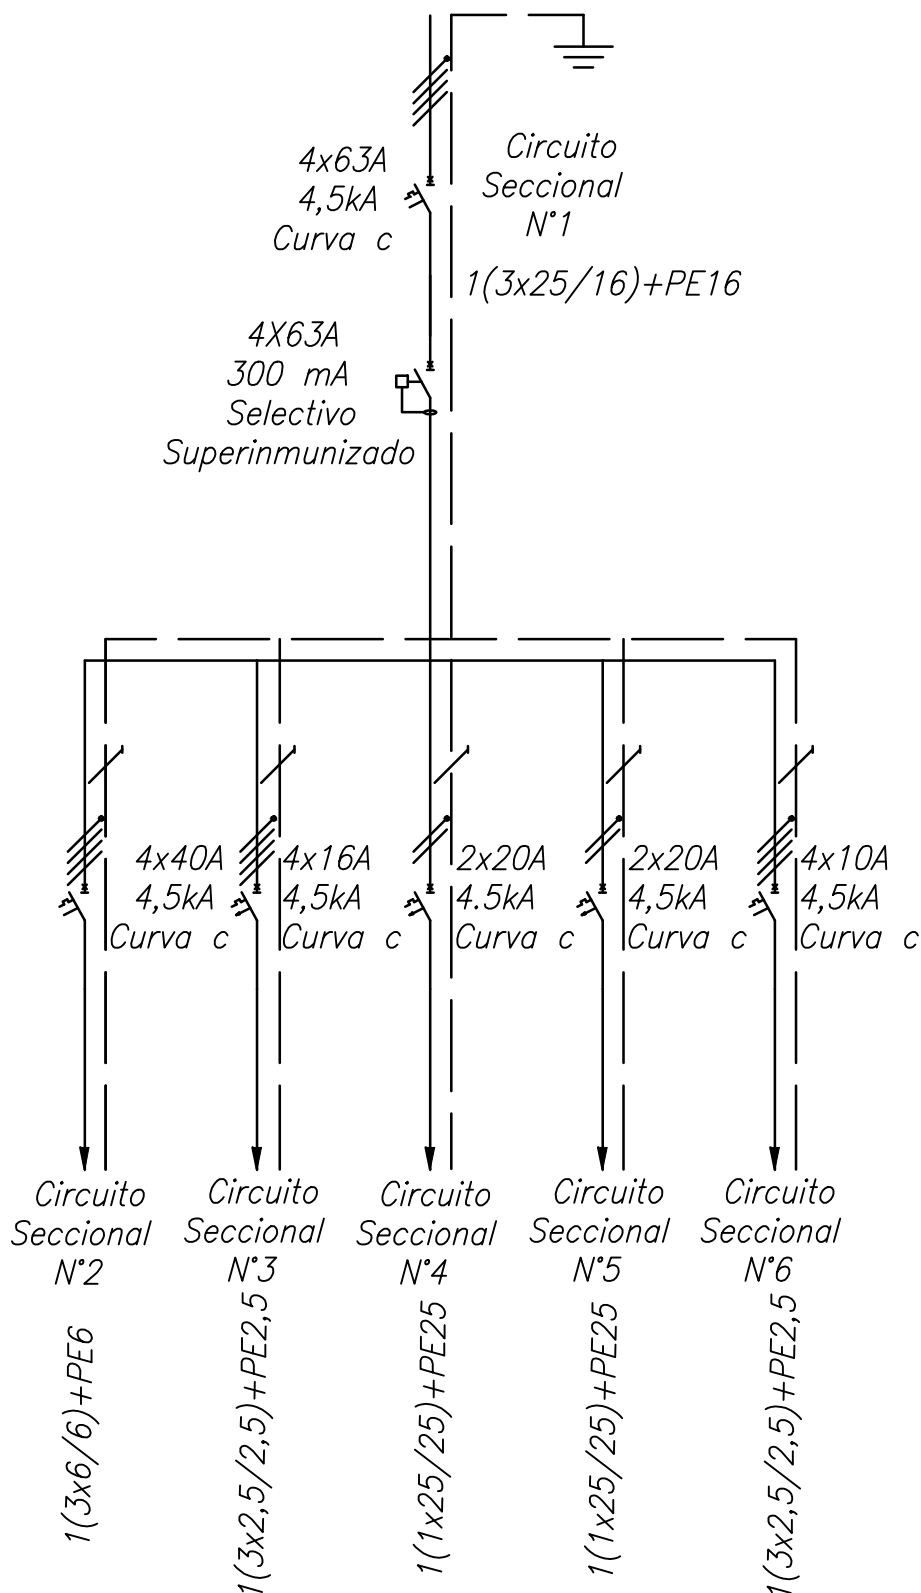 4x63A
4,5kA
Curva c
Circuito
Seccional
N°1
1(3x25/16)+PE16
4X63A
300 mA
Selectivo
Superinmunizado
4x40A
4,5kA
Curva c
4x16A
4,5kA
Curva c
2x20A
4.5kA
Curva c
2x20A
4,5kA
Curva c
4x10A
4,5kA
Curva c
Circuito
Seccional
N°2
1(3x6/6)+PE6
Circuito
Seccional
N°3
1(3x2,5/2,5)+PE2,5
Circuito
Seccional
N°4
1(1x25/25)+PE25
Circuito
Seccional
N°5
1(1x25/25)+PE25
Circuito
Seccional
N°6
1(3x2,5/2,5)+PE2,5